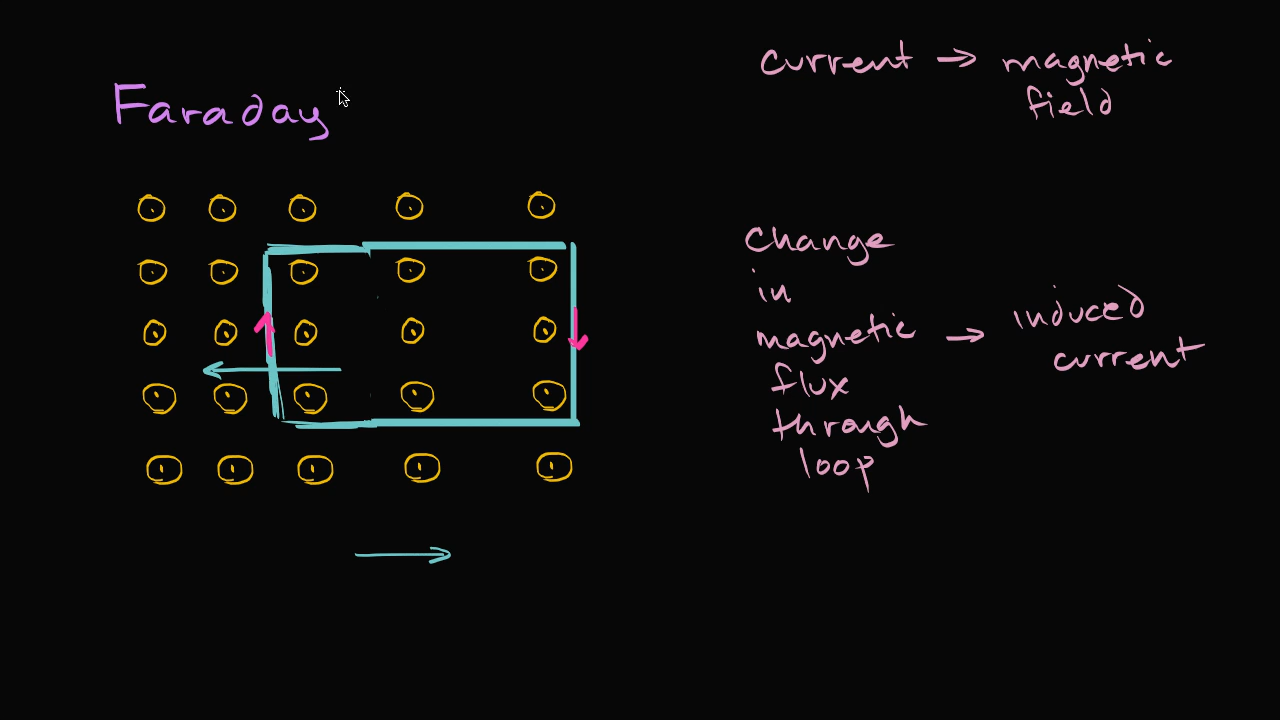 current → magnetic
field
Faraday
change
in
magnetic → induced
flux current
through
loop